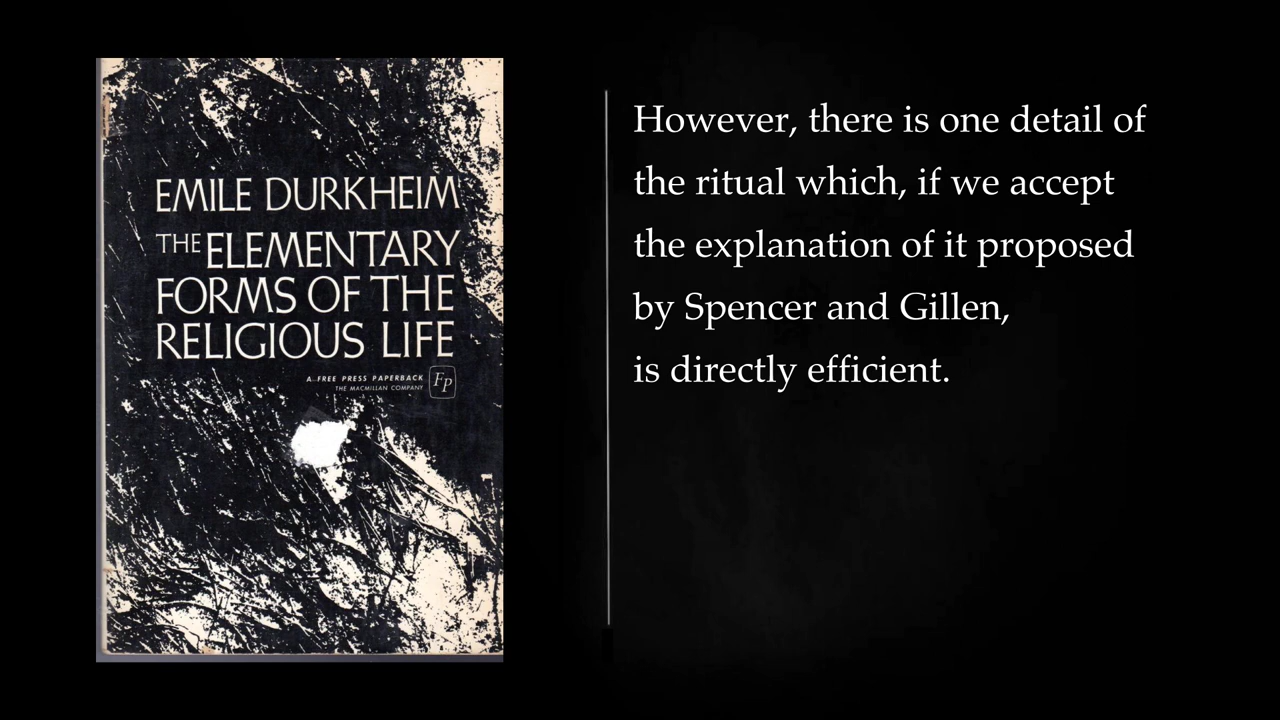 EMILE DURKHEIM
THE ELEMENTARY
FORMS OF THE
RELIGIOUS LIFE
A FREE PRESS PAPERBACK
THE MACMILLAN COMPANY
FP
However, there is one detail of
the ritual which, if we accept
the explanation of it proposed
by Spencer and Gillen,
is directly efficient.